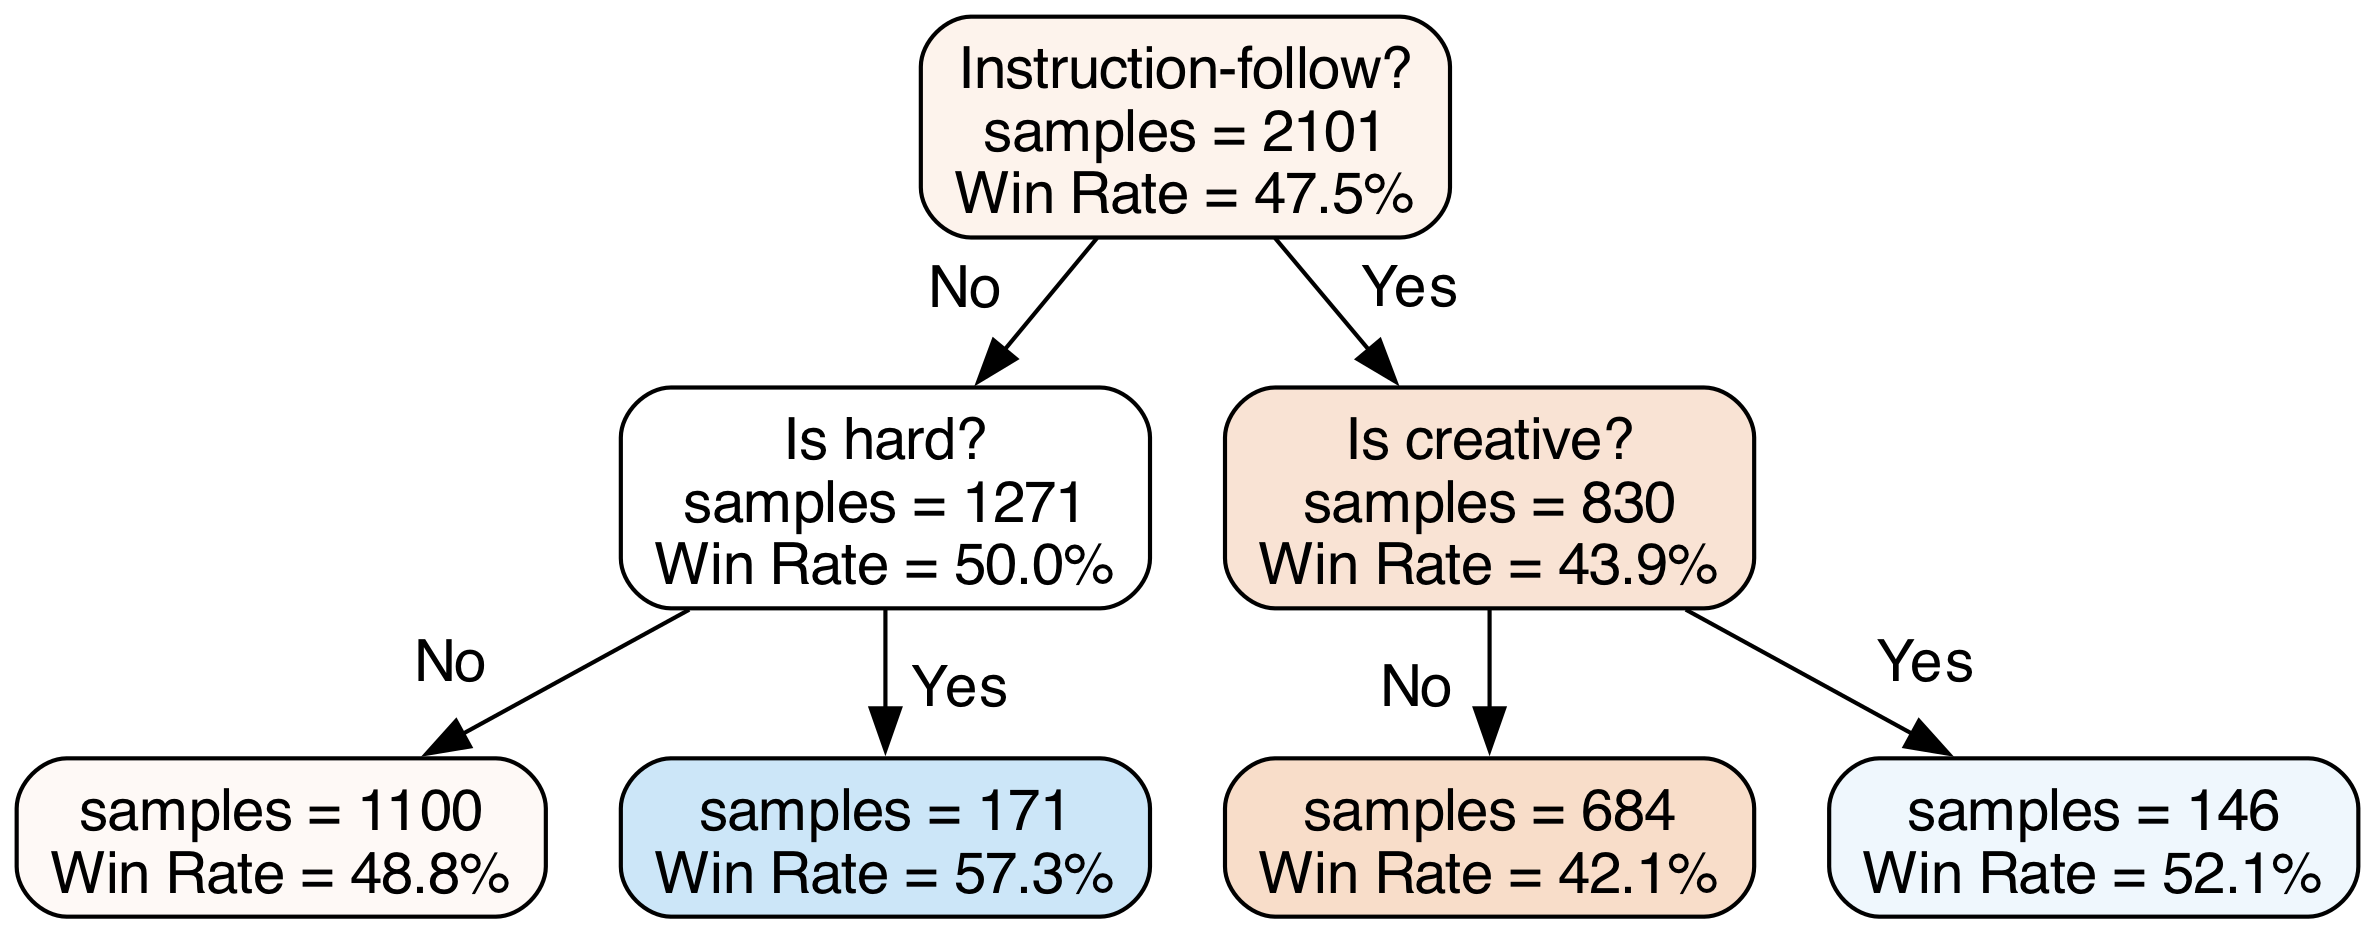 Instruction-follow?
samples = 2101
Win Rate = 47.5%
No
Yes
Is hard?
samples = 1271
Win Rate = 50.0%
Is creative?
samples = 830
Win Rate = 43.9%
No
Yes
No
Yes
samples = 1100
Win Rate = 48.8%
samples = 171
Win Rate = 57.3%
samples = 684
Win Rate = 42.1%
samples = 146
Win Rate = 52.1%